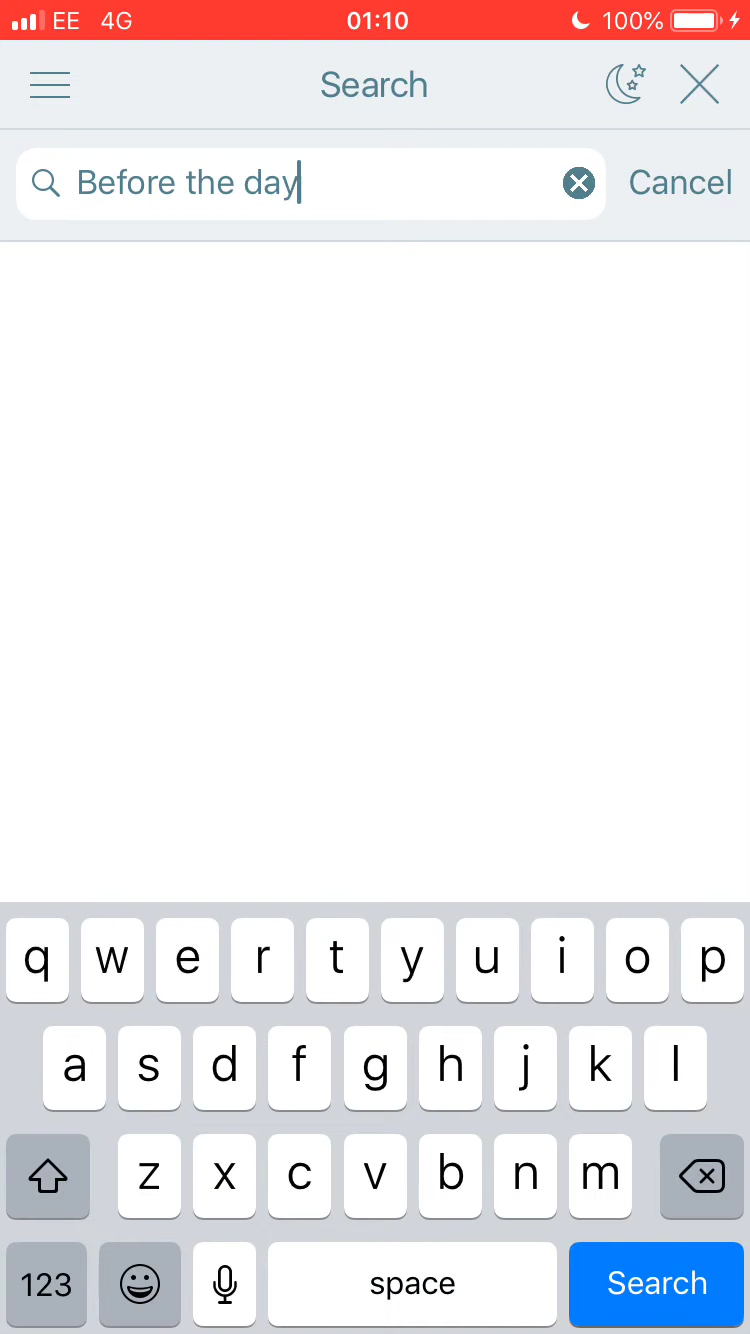 EE 4G 01:10 100%
Search
Before the day Cancel
q w e r t y u i o p
a s d f g h j k l
z x c v b n m
123 space Search